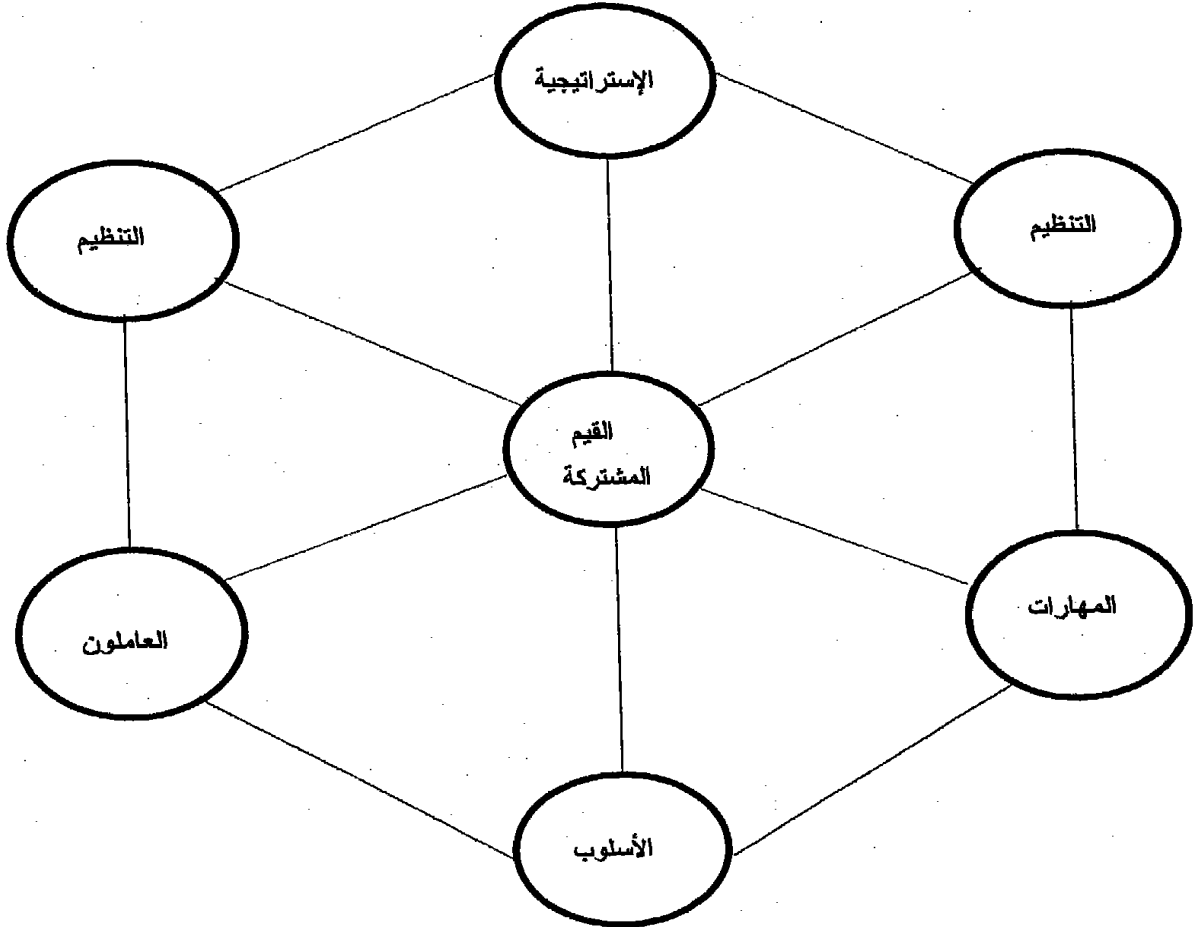 الإستراتيجية
التنظيم
التنظيم
القيم
المشتركة
المهارات
العاملون
الأسلوب